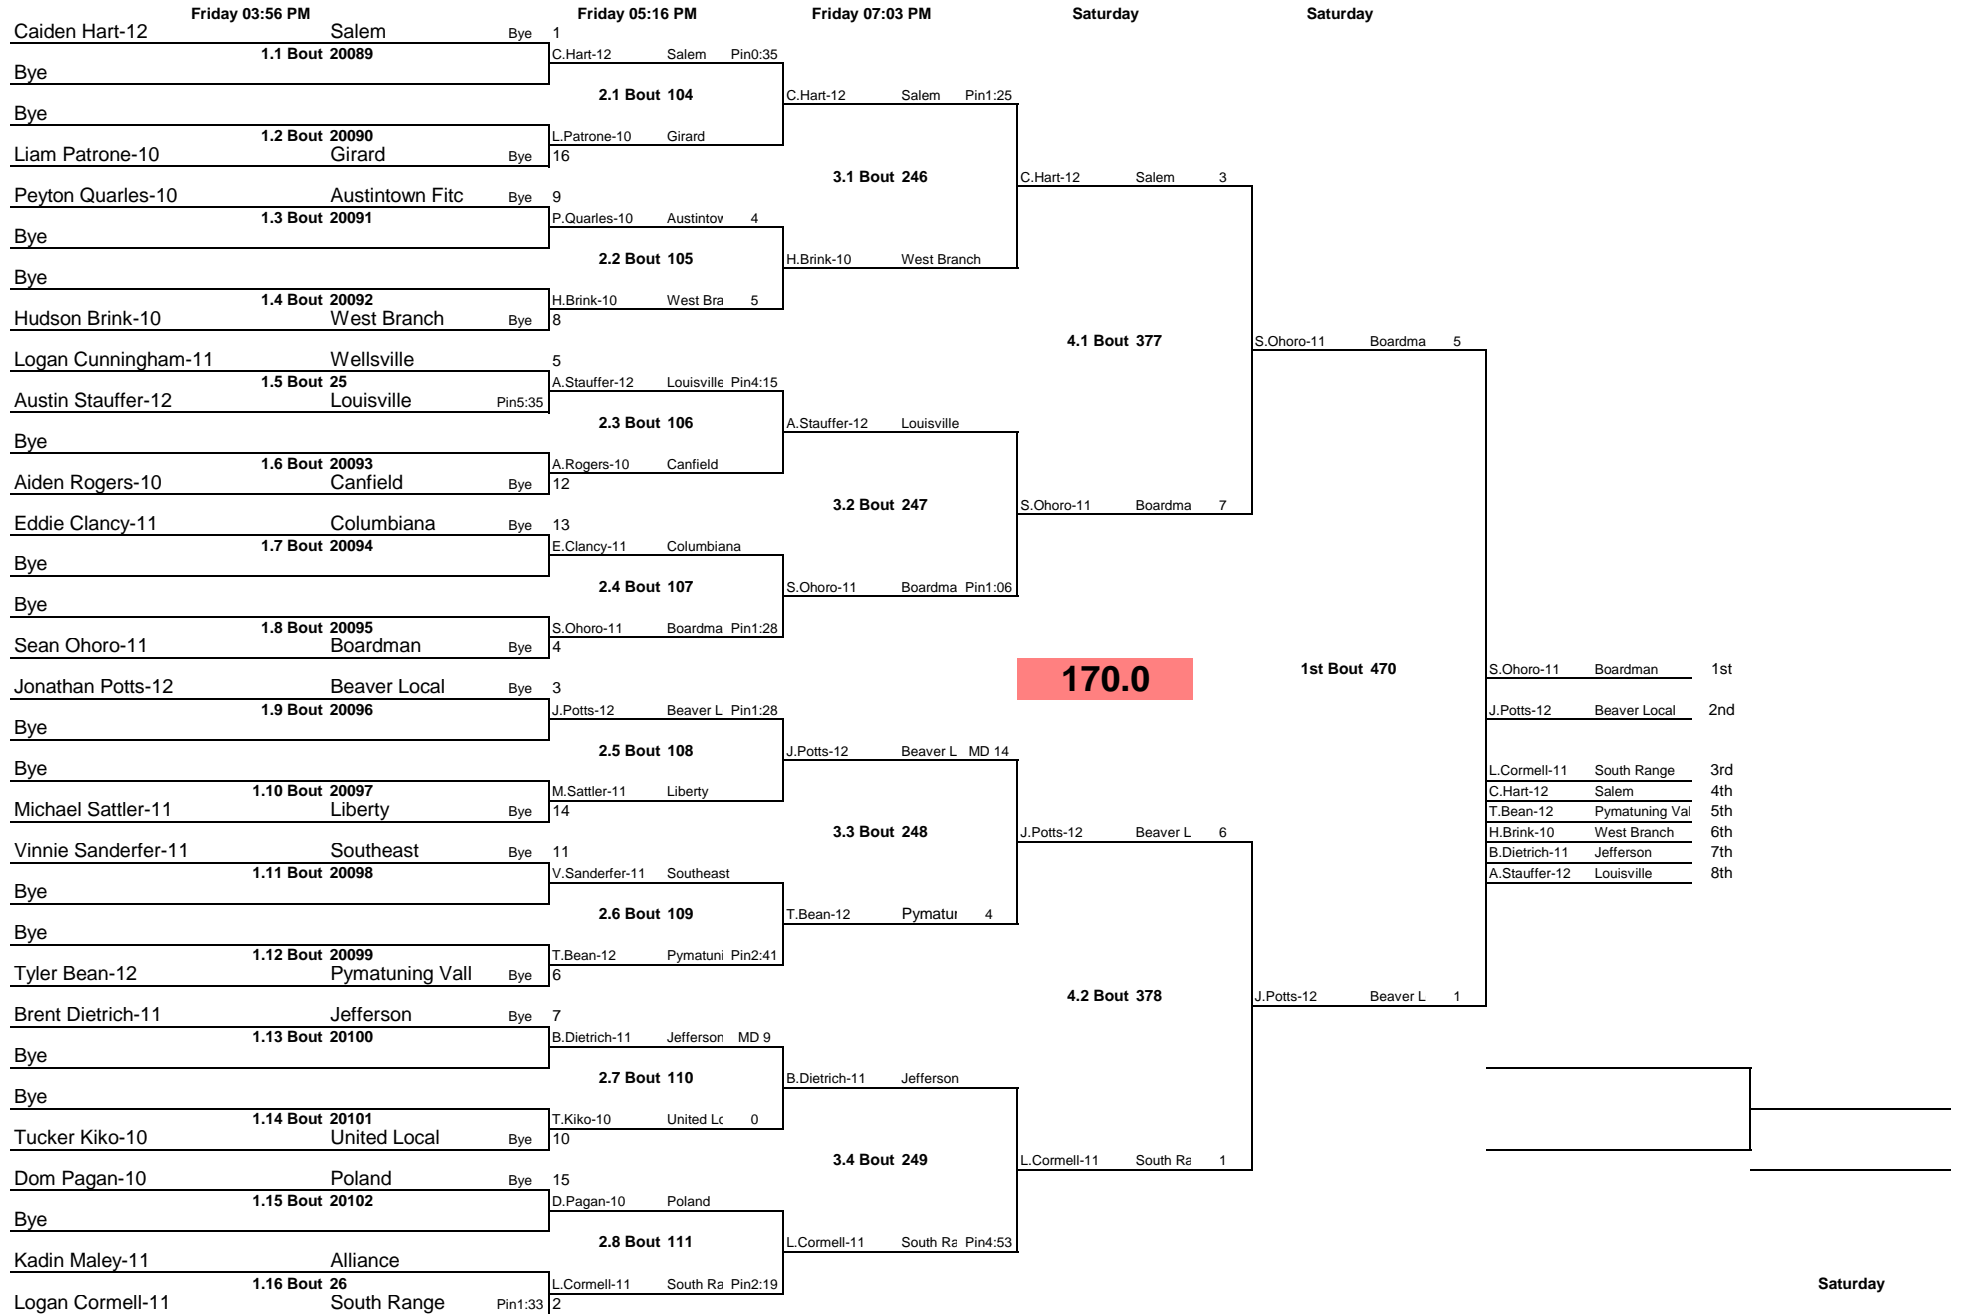 Friday 03:56 PM Friday 05:16 PM Friday 07:03 PM Saturday Saturday
Caiden Hart-12 Salem Bye 1
1.1 Bout 20089 C.Hart-12 Salem Pin0:35
Bye
2.1 Bout 104 C.Hart-12 Salem Pin1:25
Bye
1.2 Bout 20090 L.Patrone-10 Girard
Liam Patrone-10 Girard Bye 16
3.1 Bout 246 C.Hart-12 Salem 3
Peyton Quarles-10 Austintown Fitc Bye 9
1.3 Bout 20091 P.Quarles-10 Austintov 4
Bye
2.2 Bout 105 H.Brink-10 West Branch
Bye
1.4 Bout 20092 H.Brink-10 West Bra 5
Hudson Brink-10 West Branch Bye 8
4.1 Bout 377 S.Ohoro-11 Boardma 5
Logan Cunningham-11 Wellsville 5
1.5 Bout 25 A.Stauffer-12 Louisville Pin4:15
Austin Stauffer-12 Louisville Pin5:35
2.3 Bout 106 A.Stauffer-12 Louisville
Bye
1.6 Bout 20093 A.Rogers-10 Canfield
Aiden Rogers-10 Canfield Bye 12
3.2 Bout 247 S.Ohoro-11 Boardma 7
Eddie Clancy-11 Columbiana Bye 13
1.7 Bout 20094 E.Clancy-11 Columbiana
Bye
2.4 Bout 107 S.Ohoro-11 Boardma Pin1:06
Bye
1.8 Bout 20095 S.Ohoro-11 Boardma Pin1:28
Sean Ohoro-11 Boardman Bye 4
170.0 1st Bout 470 S.Ohoro-11 Boardman 1st
Jonathan Potts-12 Beaver Local Bye 3
1.9 Bout 20096 J.Potts-12 Beaver L Pin1:28 J.Potts-12 Beaver Local 2nd
Bye
2.5 Bout 108 J.Potts-12 Beaver L MD 14
Bye L.Cormell-11 South Range 3rd
1.10 Bout 20097 M.Sattler-11 Liberty C.Hart-12 Salem 4th
Michael Sattler-11 Liberty Bye 14 T.Bean-12 Pymatuning Val 5th
3.3 Bout 248 J.Potts-12 Beaver L 6 H.Brink-10 West Branch 6th
Vinnie Sanderfer-11 Southeast Bye 11 B.Dietrich-11 Jefferson 7th
1.11 Bout 20098 V.Sanderfer-11 Southeast A.Stauffer-12 Louisville 8th
Bye
2.6 Bout 109 T.Bean-12 Pymatur 4
Bye
1.12 Bout 20099 T.Bean-12 Pymatuni Pin2:41
Tyler Bean-12 Pymatuning Vall Bye 6
4.2 Bout 378 J.Potts-12 Beaver L 1
Brent Dietrich-11 Jefferson Bye 7
1.13 Bout 20100 B.Dietrich-11 Jefferson MD 9
Bye
2.7 Bout 110 B.Dietrich-11 Jefferson
Bye
1.14 Bout 20101 T.Kiko-10 United Lc 0
Tucker Kiko-10 United Local Bye 10
3.4 Bout 249 L.Cormell-11 South Ra 1
Dom Pagan-10 Poland Bye 15
1.15 Bout 20102 D.Pagan-10 Poland
Bye
2.8 Bout 111 L.Cormell-11 South Ra Pin4:53
Kadin Maley-11 Alliance
1.16 Bout 26 L.Cormell-11 South Ra Pin2:19 Saturday
Logan Cormell-11 South Range Pin1:33 2